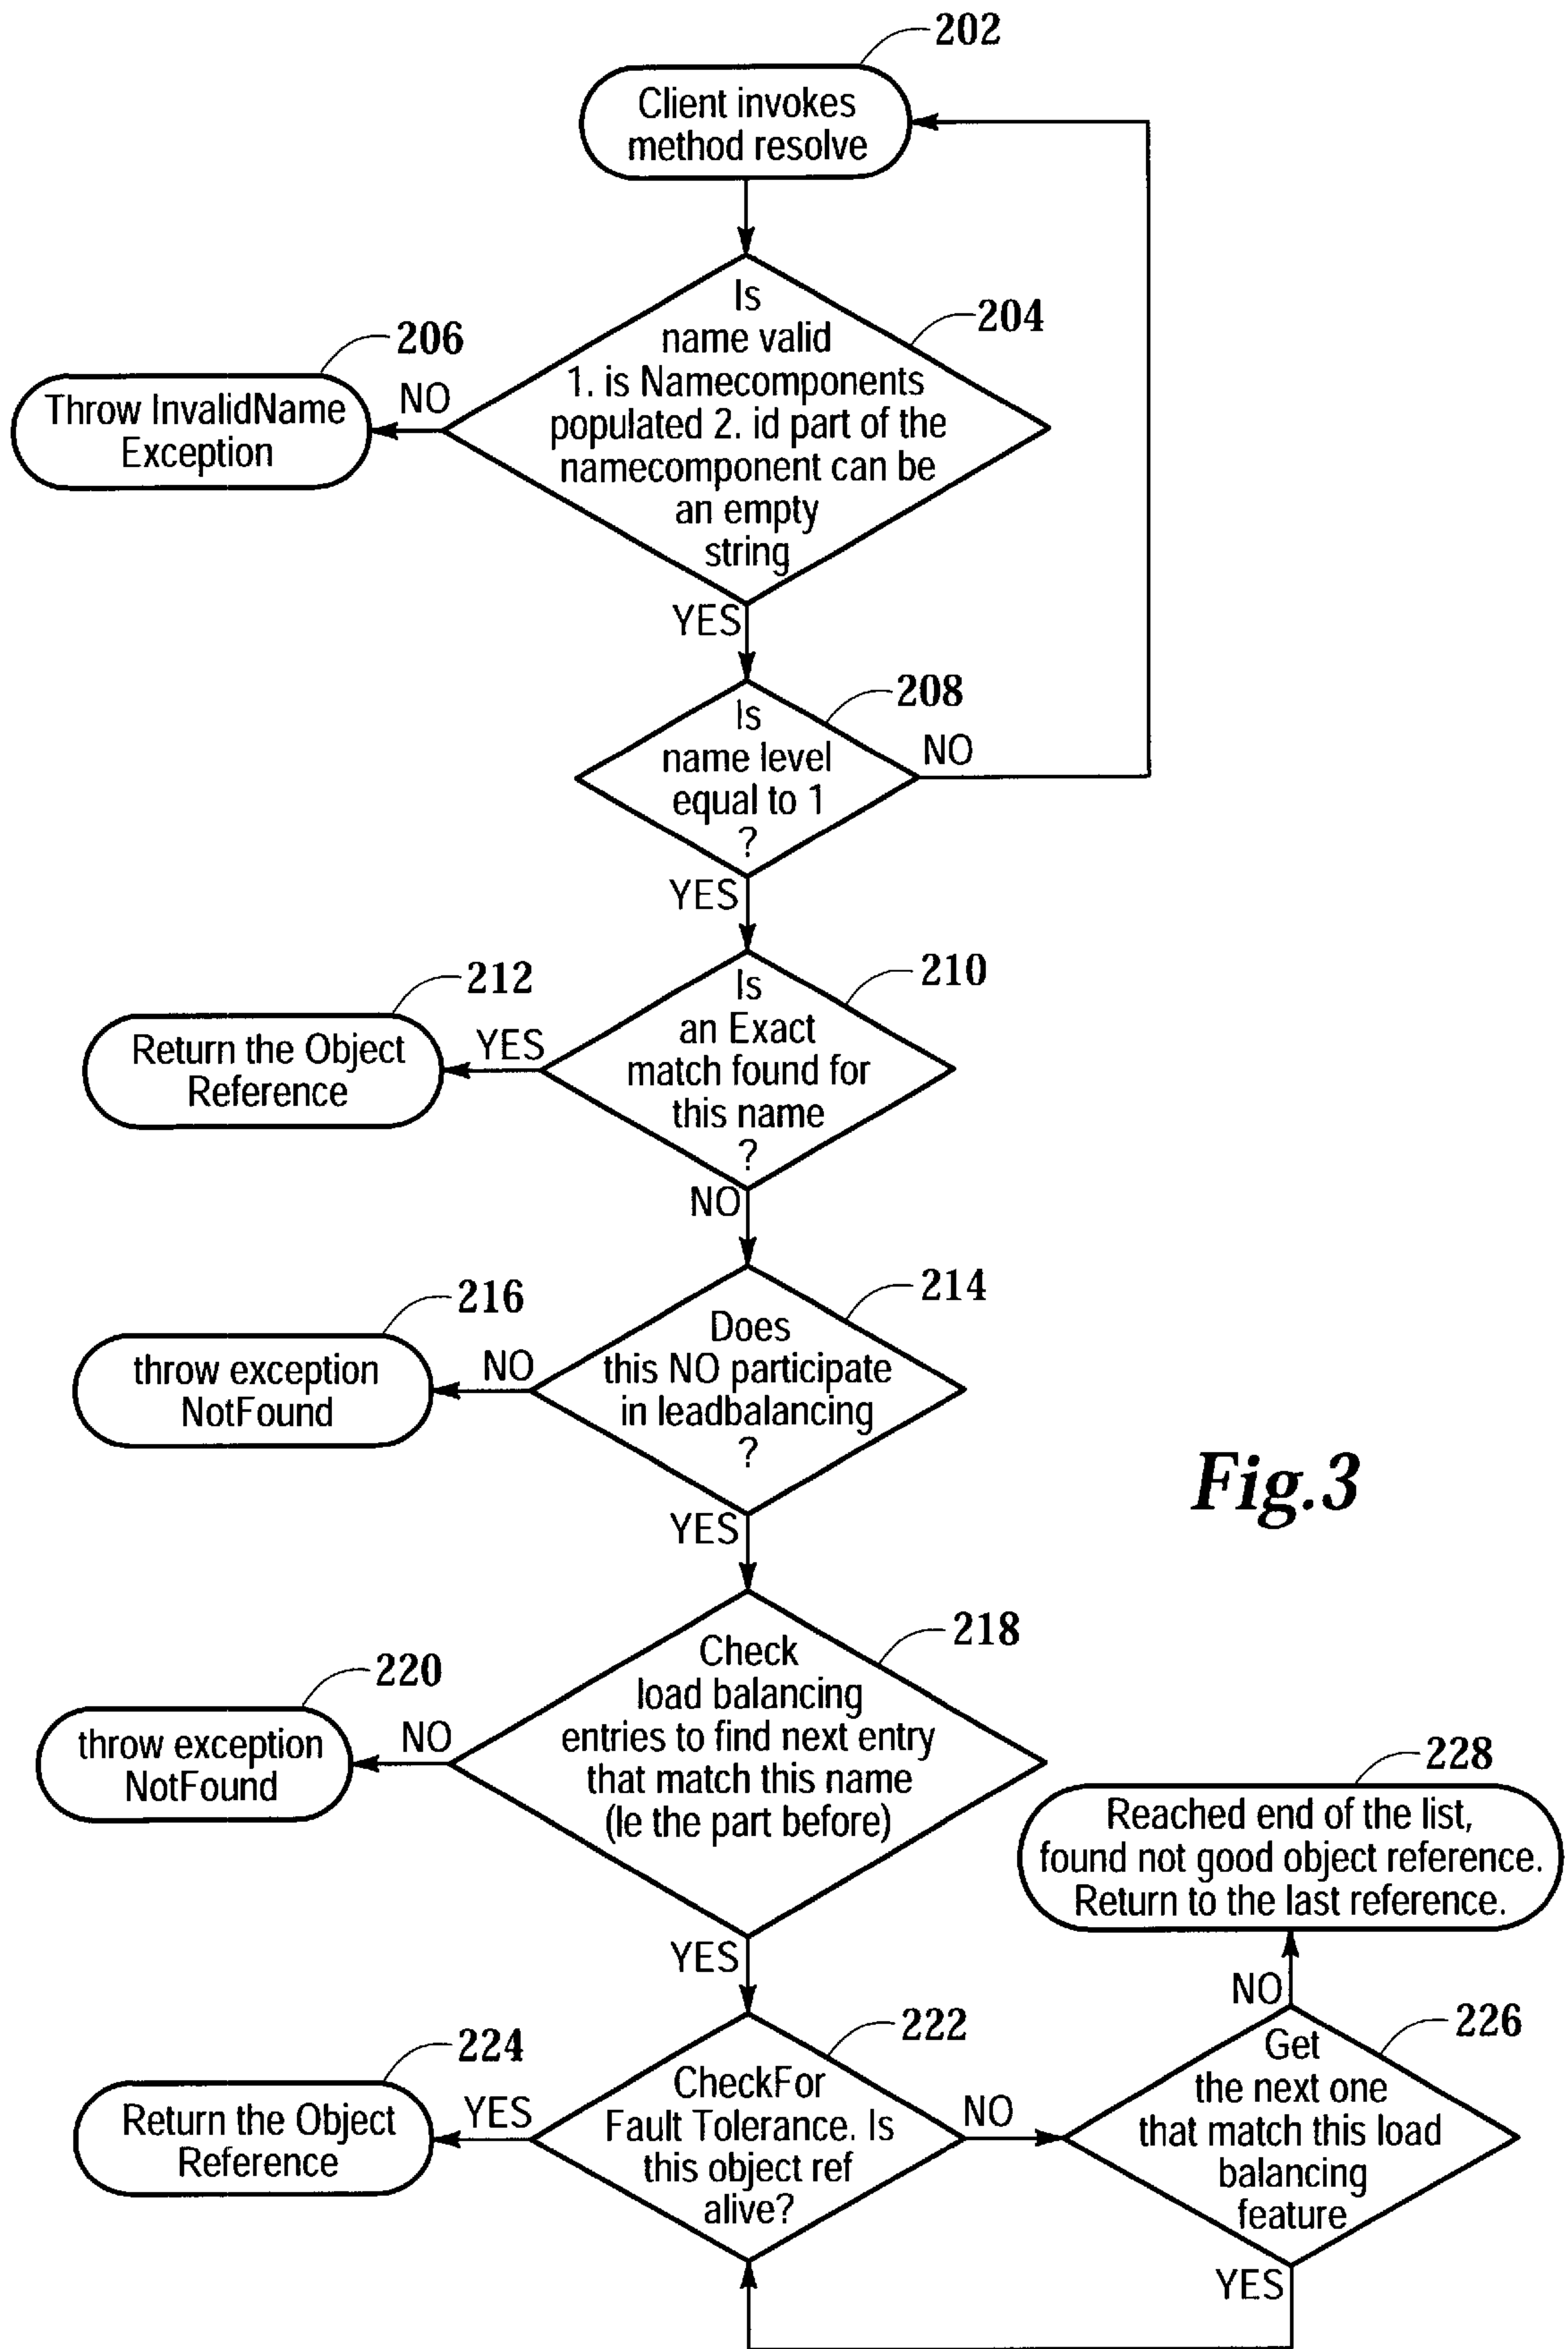 202
Client invokes
method resolve
Is
name valid
1. is Namecomponents
populated 2. id part of the
namecomponent can be
an empty
string
204
206
NO
Throw InvalidName
Exception
YES
208
Is
name level
equal to 1
?
NO
YES
210
Is
an Exact
match found for
this name
?
212
YES
Return the Object
Reference
NO
214
Does
this NO participate
in leadbalancing
?
216
NO
throw exception
NotFound
Fig.3
YES
218
Check
load balancing
entries to find next entry
that match this name
(Ie the part before)
220
NO
throw exception
NotFound
228
Reached end of the list,
found not good object reference.
Return to the last reference.
YES
NO
222
CheckFor
Fault Tolerance. Is
this object ref
alive?
224
YES
Return the Object
Reference
NO
226
Get
the next one
that match this load
balancing
feature
YES